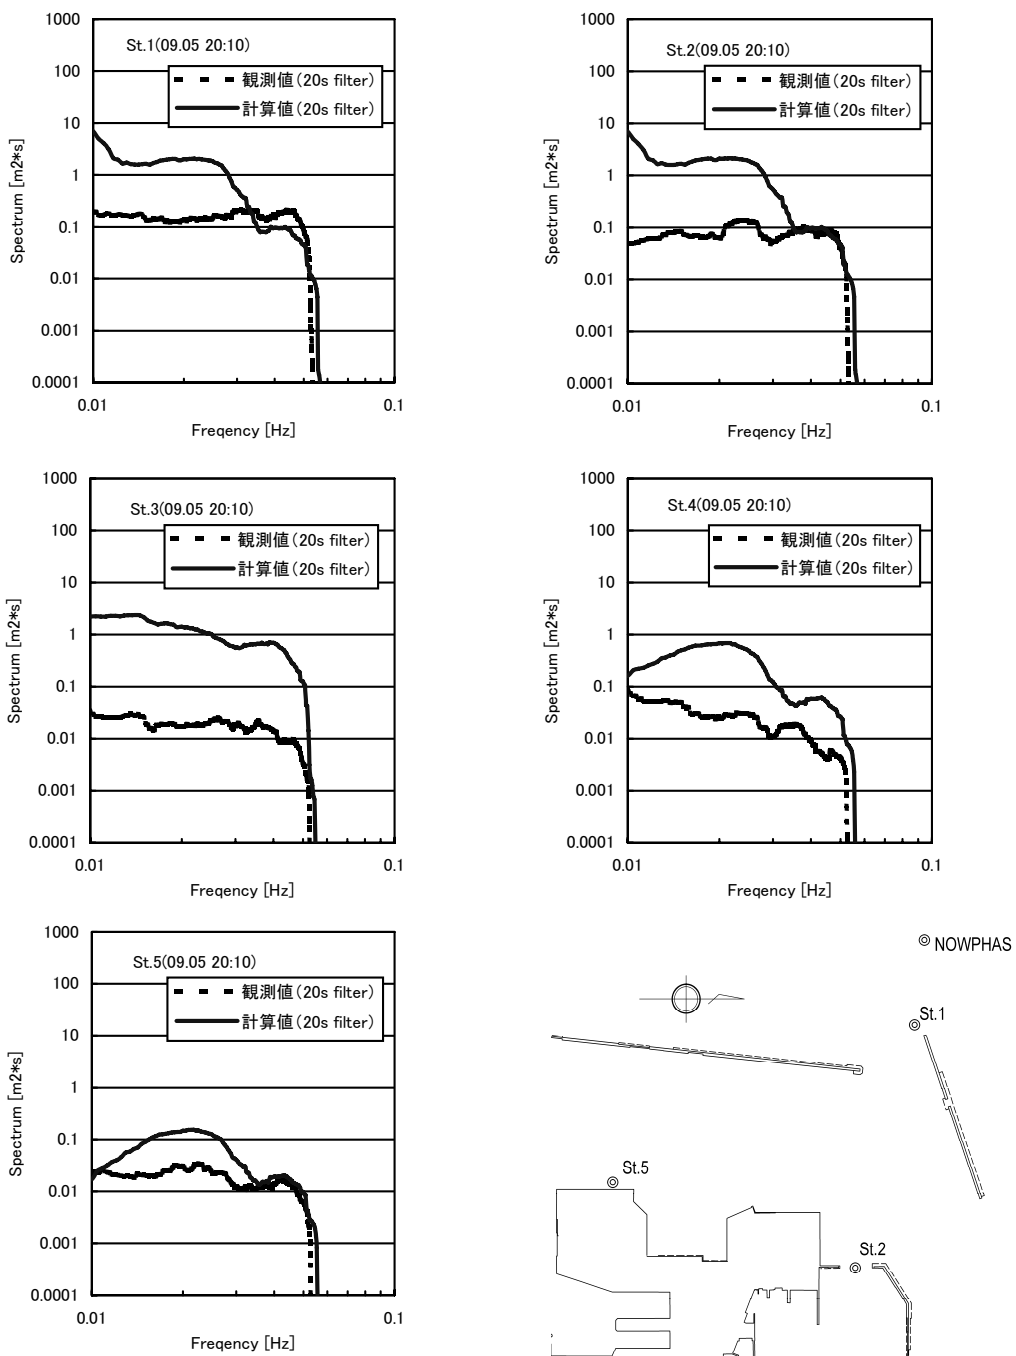 1000
100
10
1
0.1
0.01
0.001
0.0001
Spectrum [m2*s]
St.1(09.05 20:10)
観測値(20s filter)
計算値(20s filter)
0.01
0.1
Freqency [Hz]
1000
100
10
1
0.1
0.01
0.001
0.0001
Spectrum [m2*s]
St.2(09.05 20:10)
観測値(20s filter)
計算値(20s filter)
0.01
0.1
Freqency [Hz]
1000
100
10
1
0.1
0.01
0.001
0.0001
Spectrum [m2*s]
St.3(09.05 20:10)
観測値(20s filter)
計算値(20s filter)
0.01
0.1
Freqency [Hz]
1000
100
10
1
0.1
0.01
0.001
0.0001
Spectrum [m2*s]
St.4(09.05 20:10)
観測値(20s filter)
計算値(20s filter)
0.01
0.1
Freqency [Hz]
1000
100
10
1
0.1
0.01
0.001
0.0001
Spectrum [m2*s]
St.5(09.05 20:10)
観測値(20s filter)
計算値(20s filter)
0.01
0.1
Freqency [Hz]
NOWPHAS
St.1
St.5
St.2